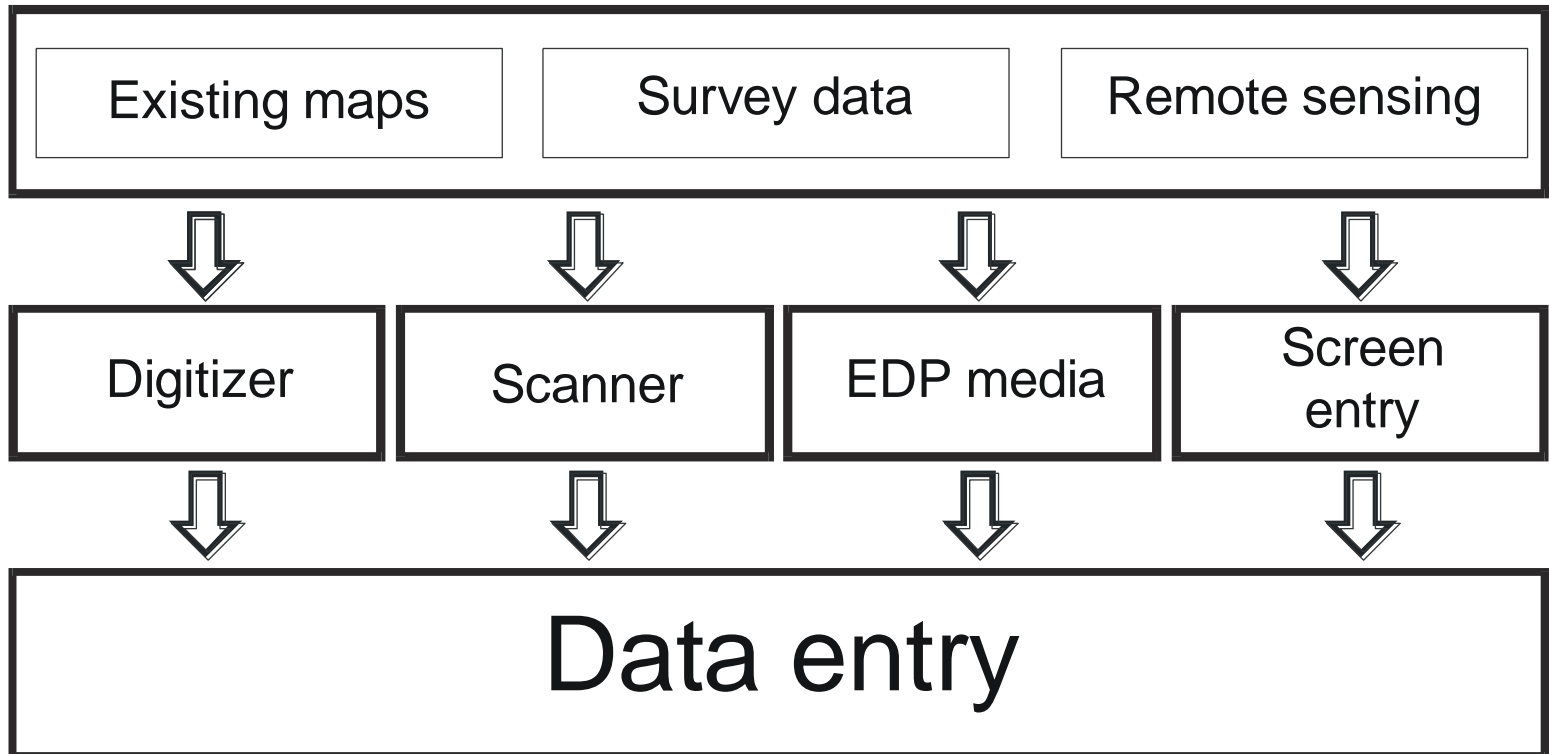 Existing maps
Survey data
Remote sensing
Digitizer
Scanner
EDP media
Screen
entry
Data entry